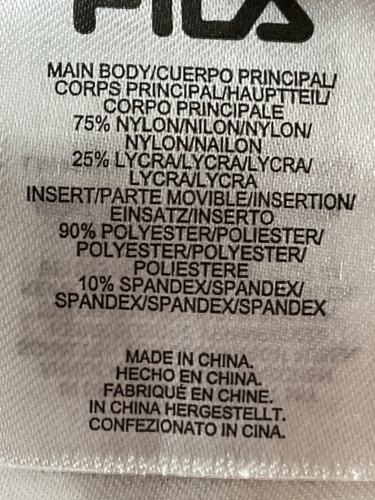 FILA
MAIN BODY/CUERPO PRINCIPAL/
CORPS PRINCIPAL/HAUPTTEIL/
CORPO PRINCIPALE
75% NYLON/NILON/NYLON/
NYLON/NAILON
25% LYCRA/LYCRA/LYCRA/
LYCRA/LYCRA
INSERT/PARTE MOVIBLE/INSERTION/
EINSATZ/INSERTO
90% POLYESTER/POLIESTER/
POLYESTER/POLYESTER/
POLIESTERE
10% SPANDEX/SPANDEX/
SPANDEX/SPANDEX/SPANDEX
MADE IN CHINA.
HECHO EN CHINA.
FABRIQUÉ EN CHINE.
IN CHINA HERGESTELLT.
CONFEZIONATO IN CINA.